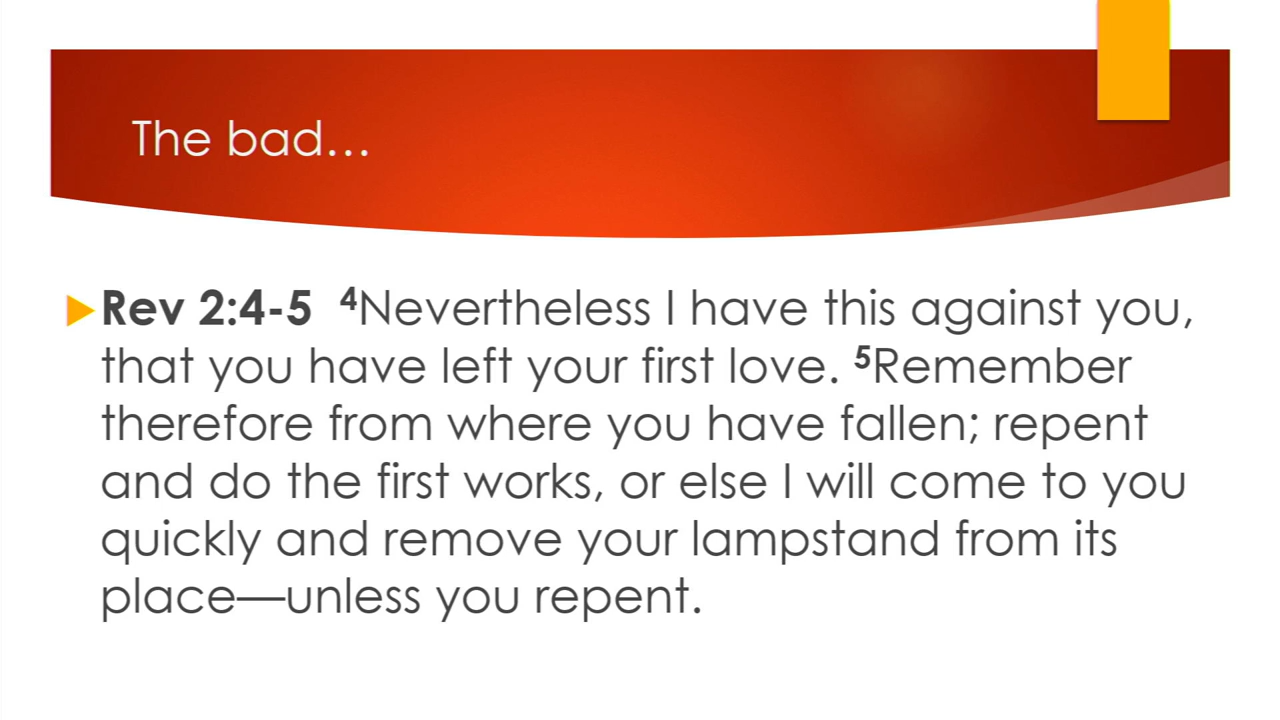 The bad…
Rev 2:4-5 4Nevertheless I have this against you,
that you have left your first love. 5Remember
therefore from where you have fallen; repent
and do the first works, or else I will come to you
quickly and remove your lampstand from its
place—unless you repent.